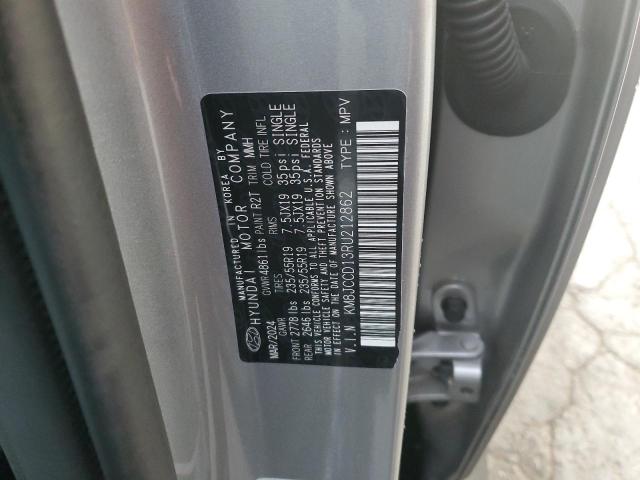 MANUFACTURED IN KOREA BY
HYUNDAI MOTOR COMPANY
MAR/2024 GVWR 4861 lbs PAINT R2T TRIM MMH
GAWR TIRES RIMS COLD TIRE INFL
FRONT 2778 lbs 235/55R19 7.5JX19 35psi SINGLE
REAR 2646 lbs 235/55R19 7.5JX19 35psi SINGLE
THIS VEHICLE CONFORMS TO ALL APPLICABLE U.S.A. FEDERAL
MOTOR VEHICLE SAFETY AND THEFT PREVENTION STANDARDS
IN EFFECT ON THE DATE OF MANUFACTURE SHOWN ABOVE
V.I.N KM8JCCD13RU212862 TYPE : MPV